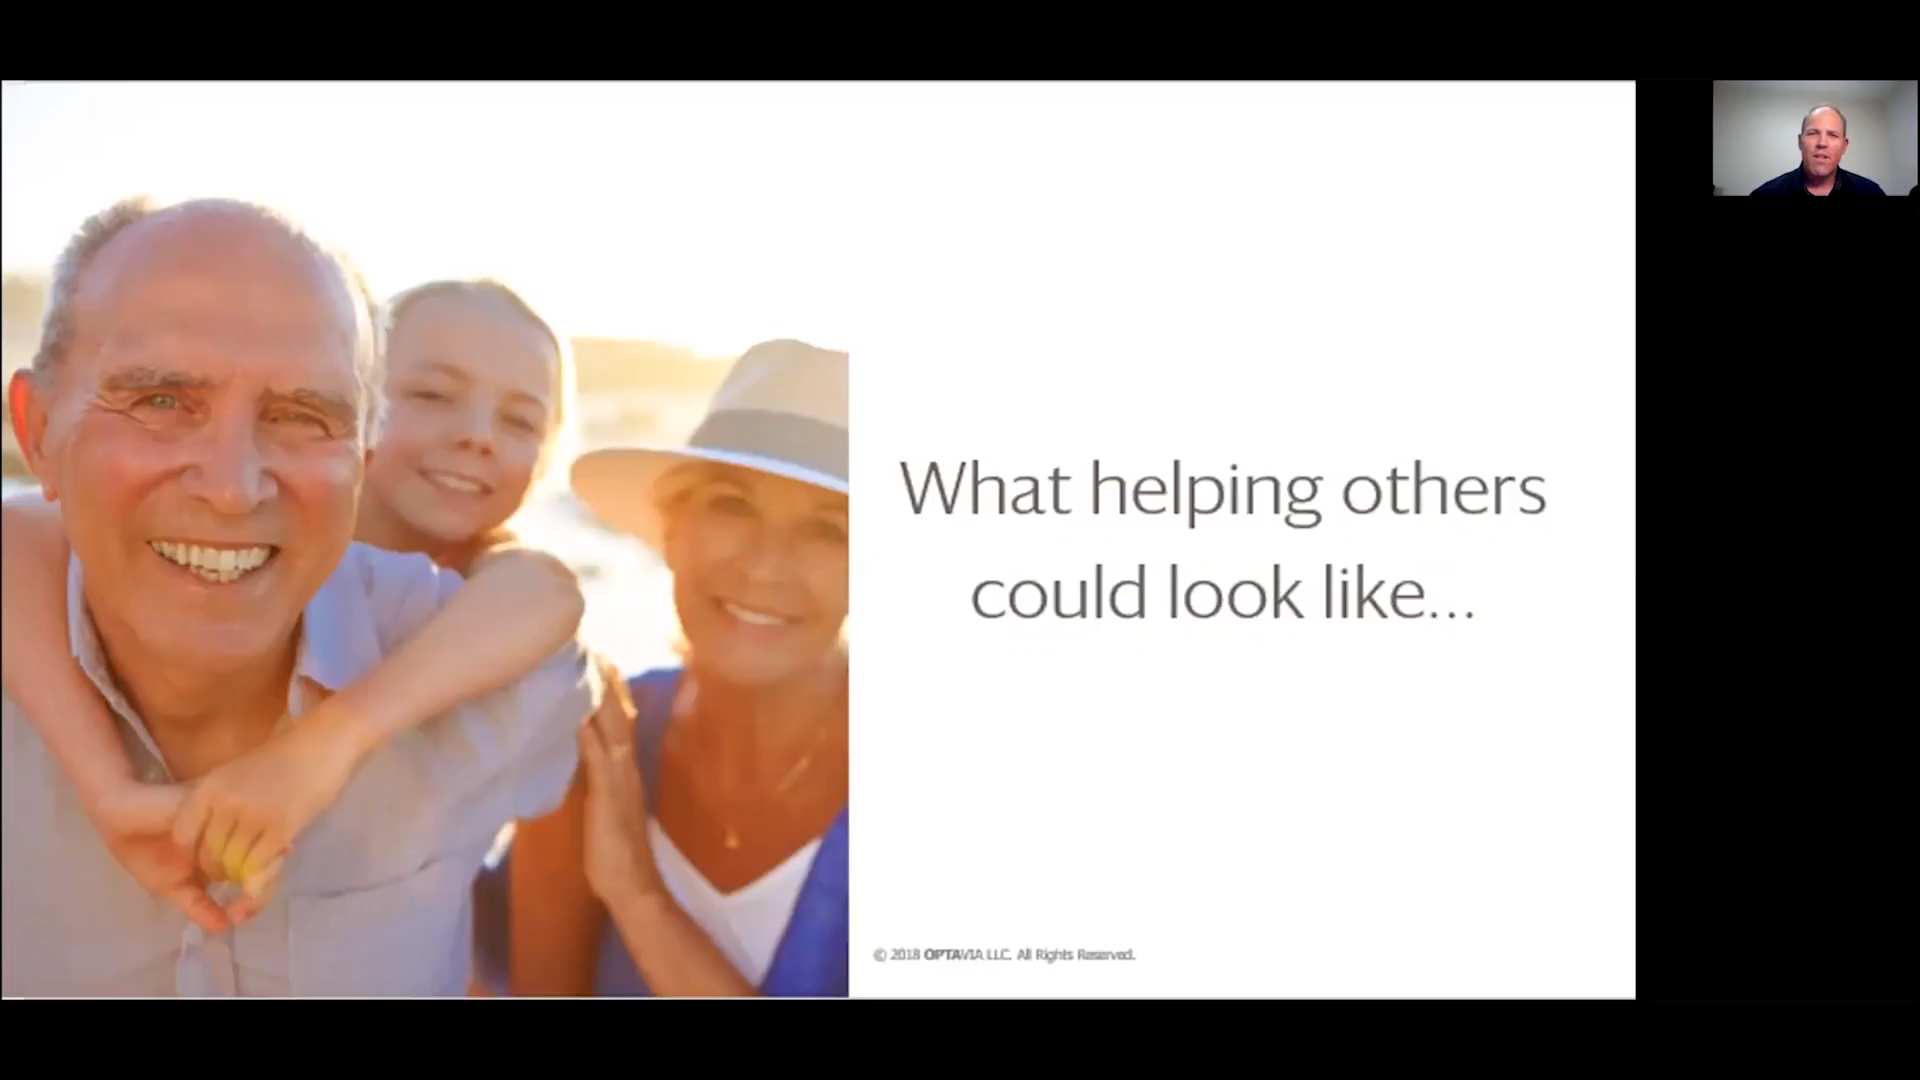 What helping others
could look like...
© 2018 OPTAVIA LLC. All Rights Reserved.